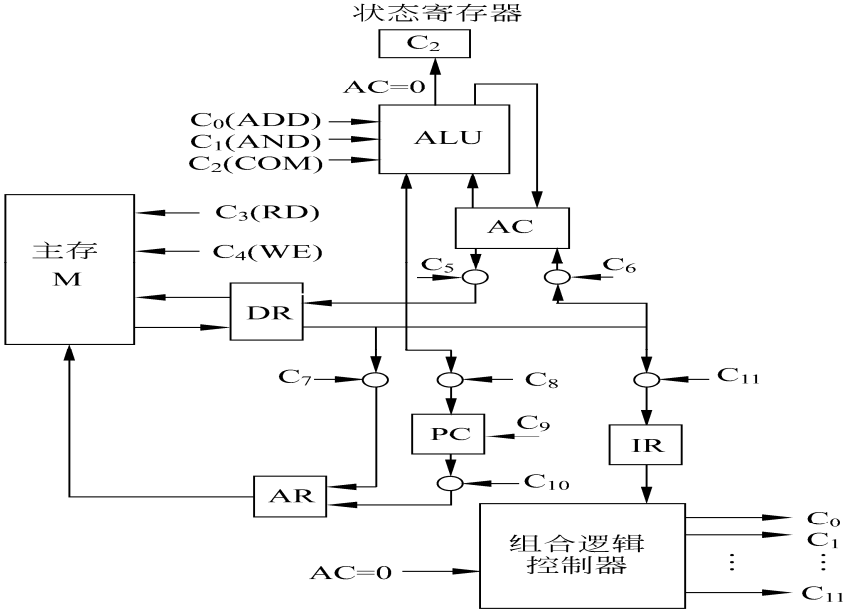 状态寄存器
C₂
AC=0
C₀(ADD)
C₁(AND)
C₂(COM)
ALU
AC
C₃(RD)
C₄(WE)
主存
M
C₅
C₆
DR
C₇
C₈
C₁₁
PC
C₉
IR
AR
C₁₀
组合逻辑
控制器
AC=0
C₀
C₁
⋮ ⋮
C₁₁